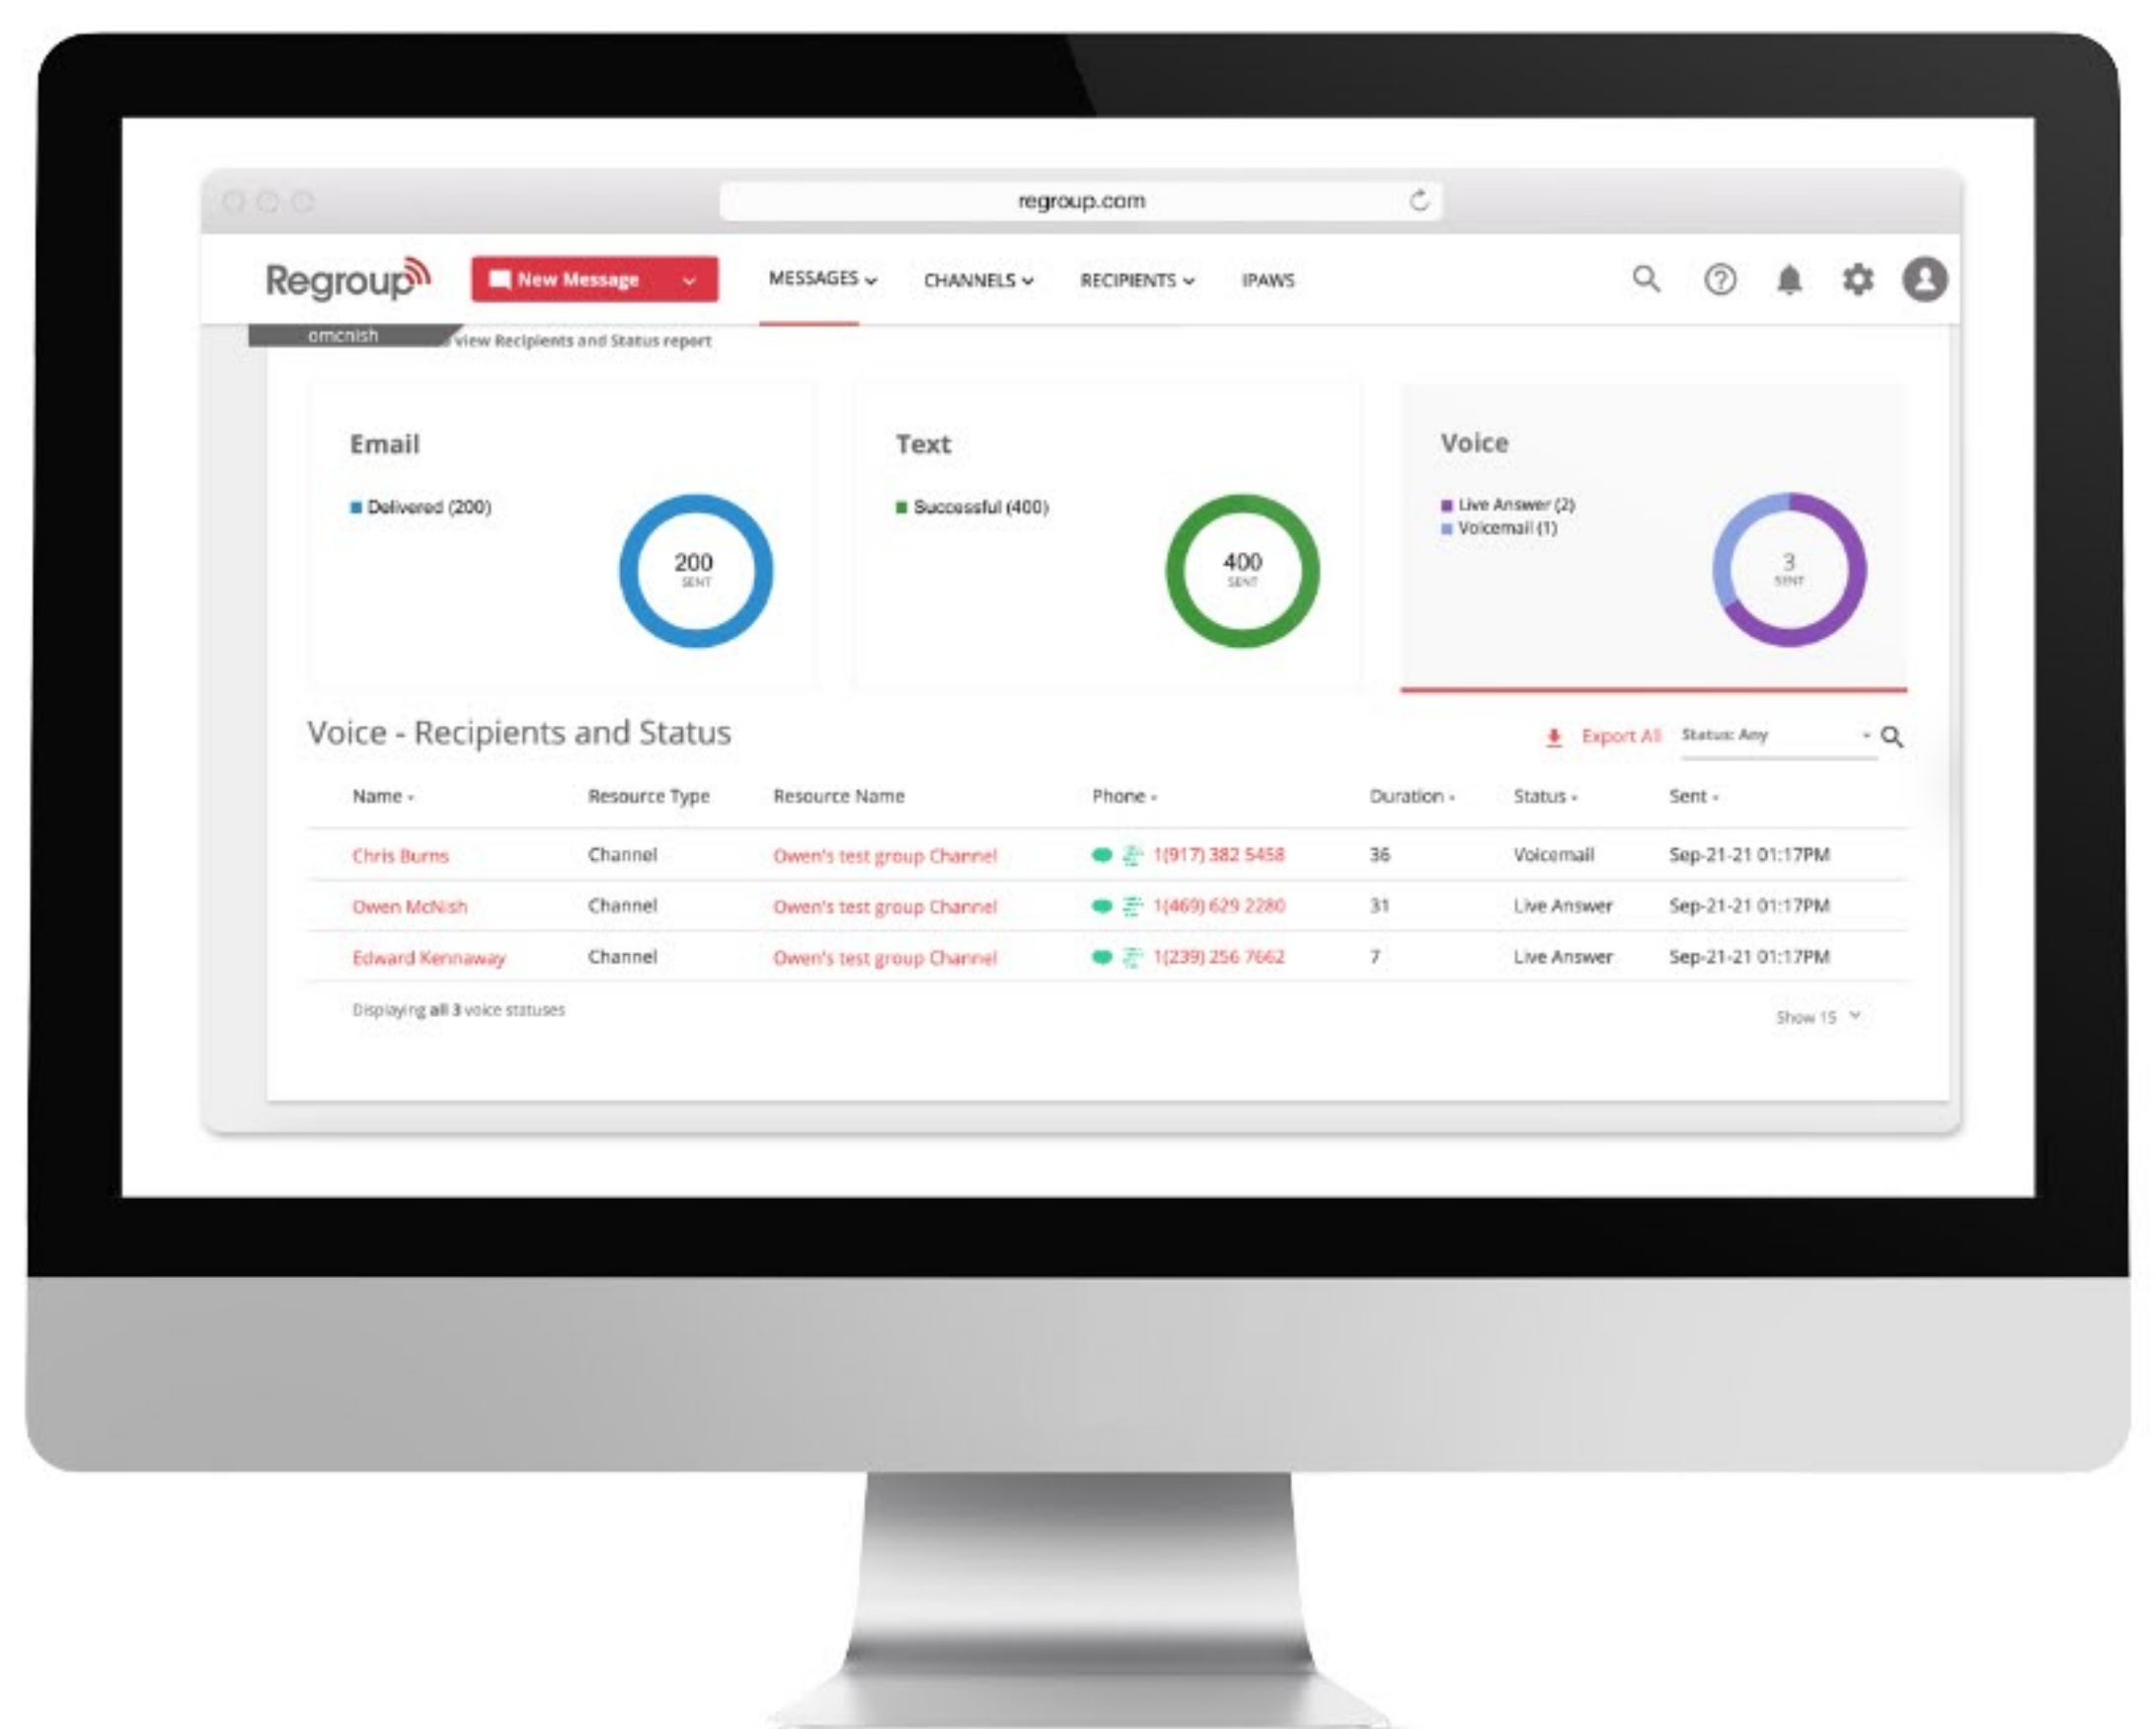 regroup.com
Regroup
New Message
MESSAGES
CHANNELS
RECIPIENTS
IPAWS
omcnish
view Recipients and Status report
Email
Delivered (200)
200
SENT
Text
Successful (400)
400
SENT
Voice
Live Answer (2)
Voicemail (1)
3
SENT
Voice - Recipients and Status
Export All
Status: Any
Name Resource Type Resource Name Phone Duration Status Sent
Chris Burns Channel Owen's test group Channel 1(917) 382 5458 36 Voicemail Sep-21-21 01:17PM
Owen McNish Channel Owen's test group Channel 1(469) 629 2280 31 Live Answer Sep-21-21 01:17PM
Edward Kennaway Channel Owen's test group Channel 1(239) 256 7662 7 Live Answer Sep-21-21 01:17PM
Displaying all 3 voice statuses
Show 15